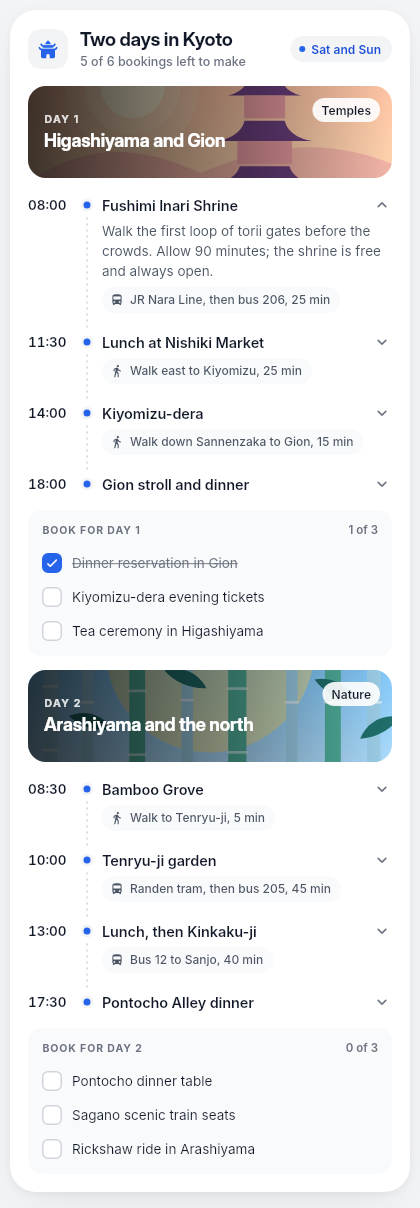 Two days in Kyoto
5 of 6 bookings left to make
Sat and Sun
DAY 1
Higashiyama and Gion
Temples
08:00
Fushimi Inari Shrine
Walk the first loop of torii gates before the
crowds. Allow 90 minutes; the shrine is free
and always open.
JR Nara Line, then bus 206, 25 min
11:30
Lunch at Nishiki Market
Walk east to Kiyomizu, 25 min
14:00
Kiyomizu-dera
Walk down Sannenzaka to Gion, 15 min
18:00
Gion stroll and dinner
BOOK FOR DAY 1
1 of 3
Dinner reservation in Gion
Kiyomizu-dera evening tickets
Tea ceremony in Higashiyama
DAY 2
Arashiyama and the north
Nature
08:30
Bamboo Grove
Walk to Tenryu-ji, 5 min
10:00
Tenryu-ji garden
Randen tram, then bus 205, 45 min
13:00
Lunch, then Kinkaku-ji
Bus 12 to Sanjo, 40 min
17:30
Pontocho Alley dinner
BOOK FOR DAY 2
0 of 3
Pontocho dinner table
Sagano scenic train seats
Rickshaw ride in Arashiyama